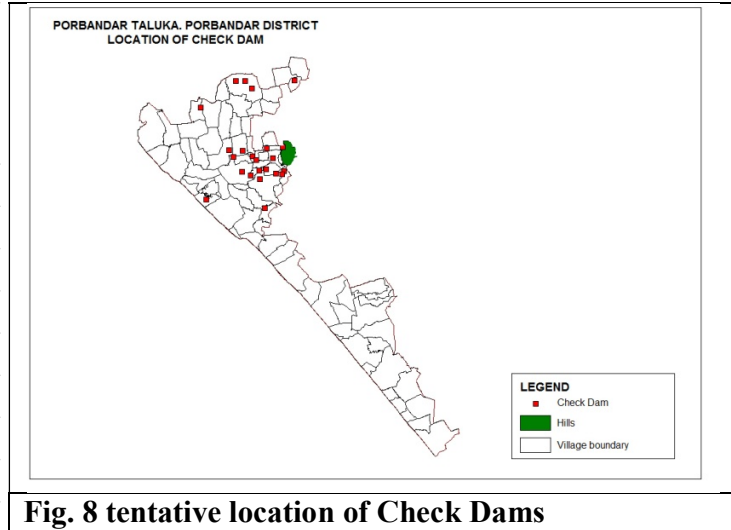 PORBANDAR TALUKA. PORBANDAR DISTRICT
LOCATION OF CHECK DAM
LEGEND
Check Dam
Hills
Village boundary
Fig. 8 tentative location of Check Dams